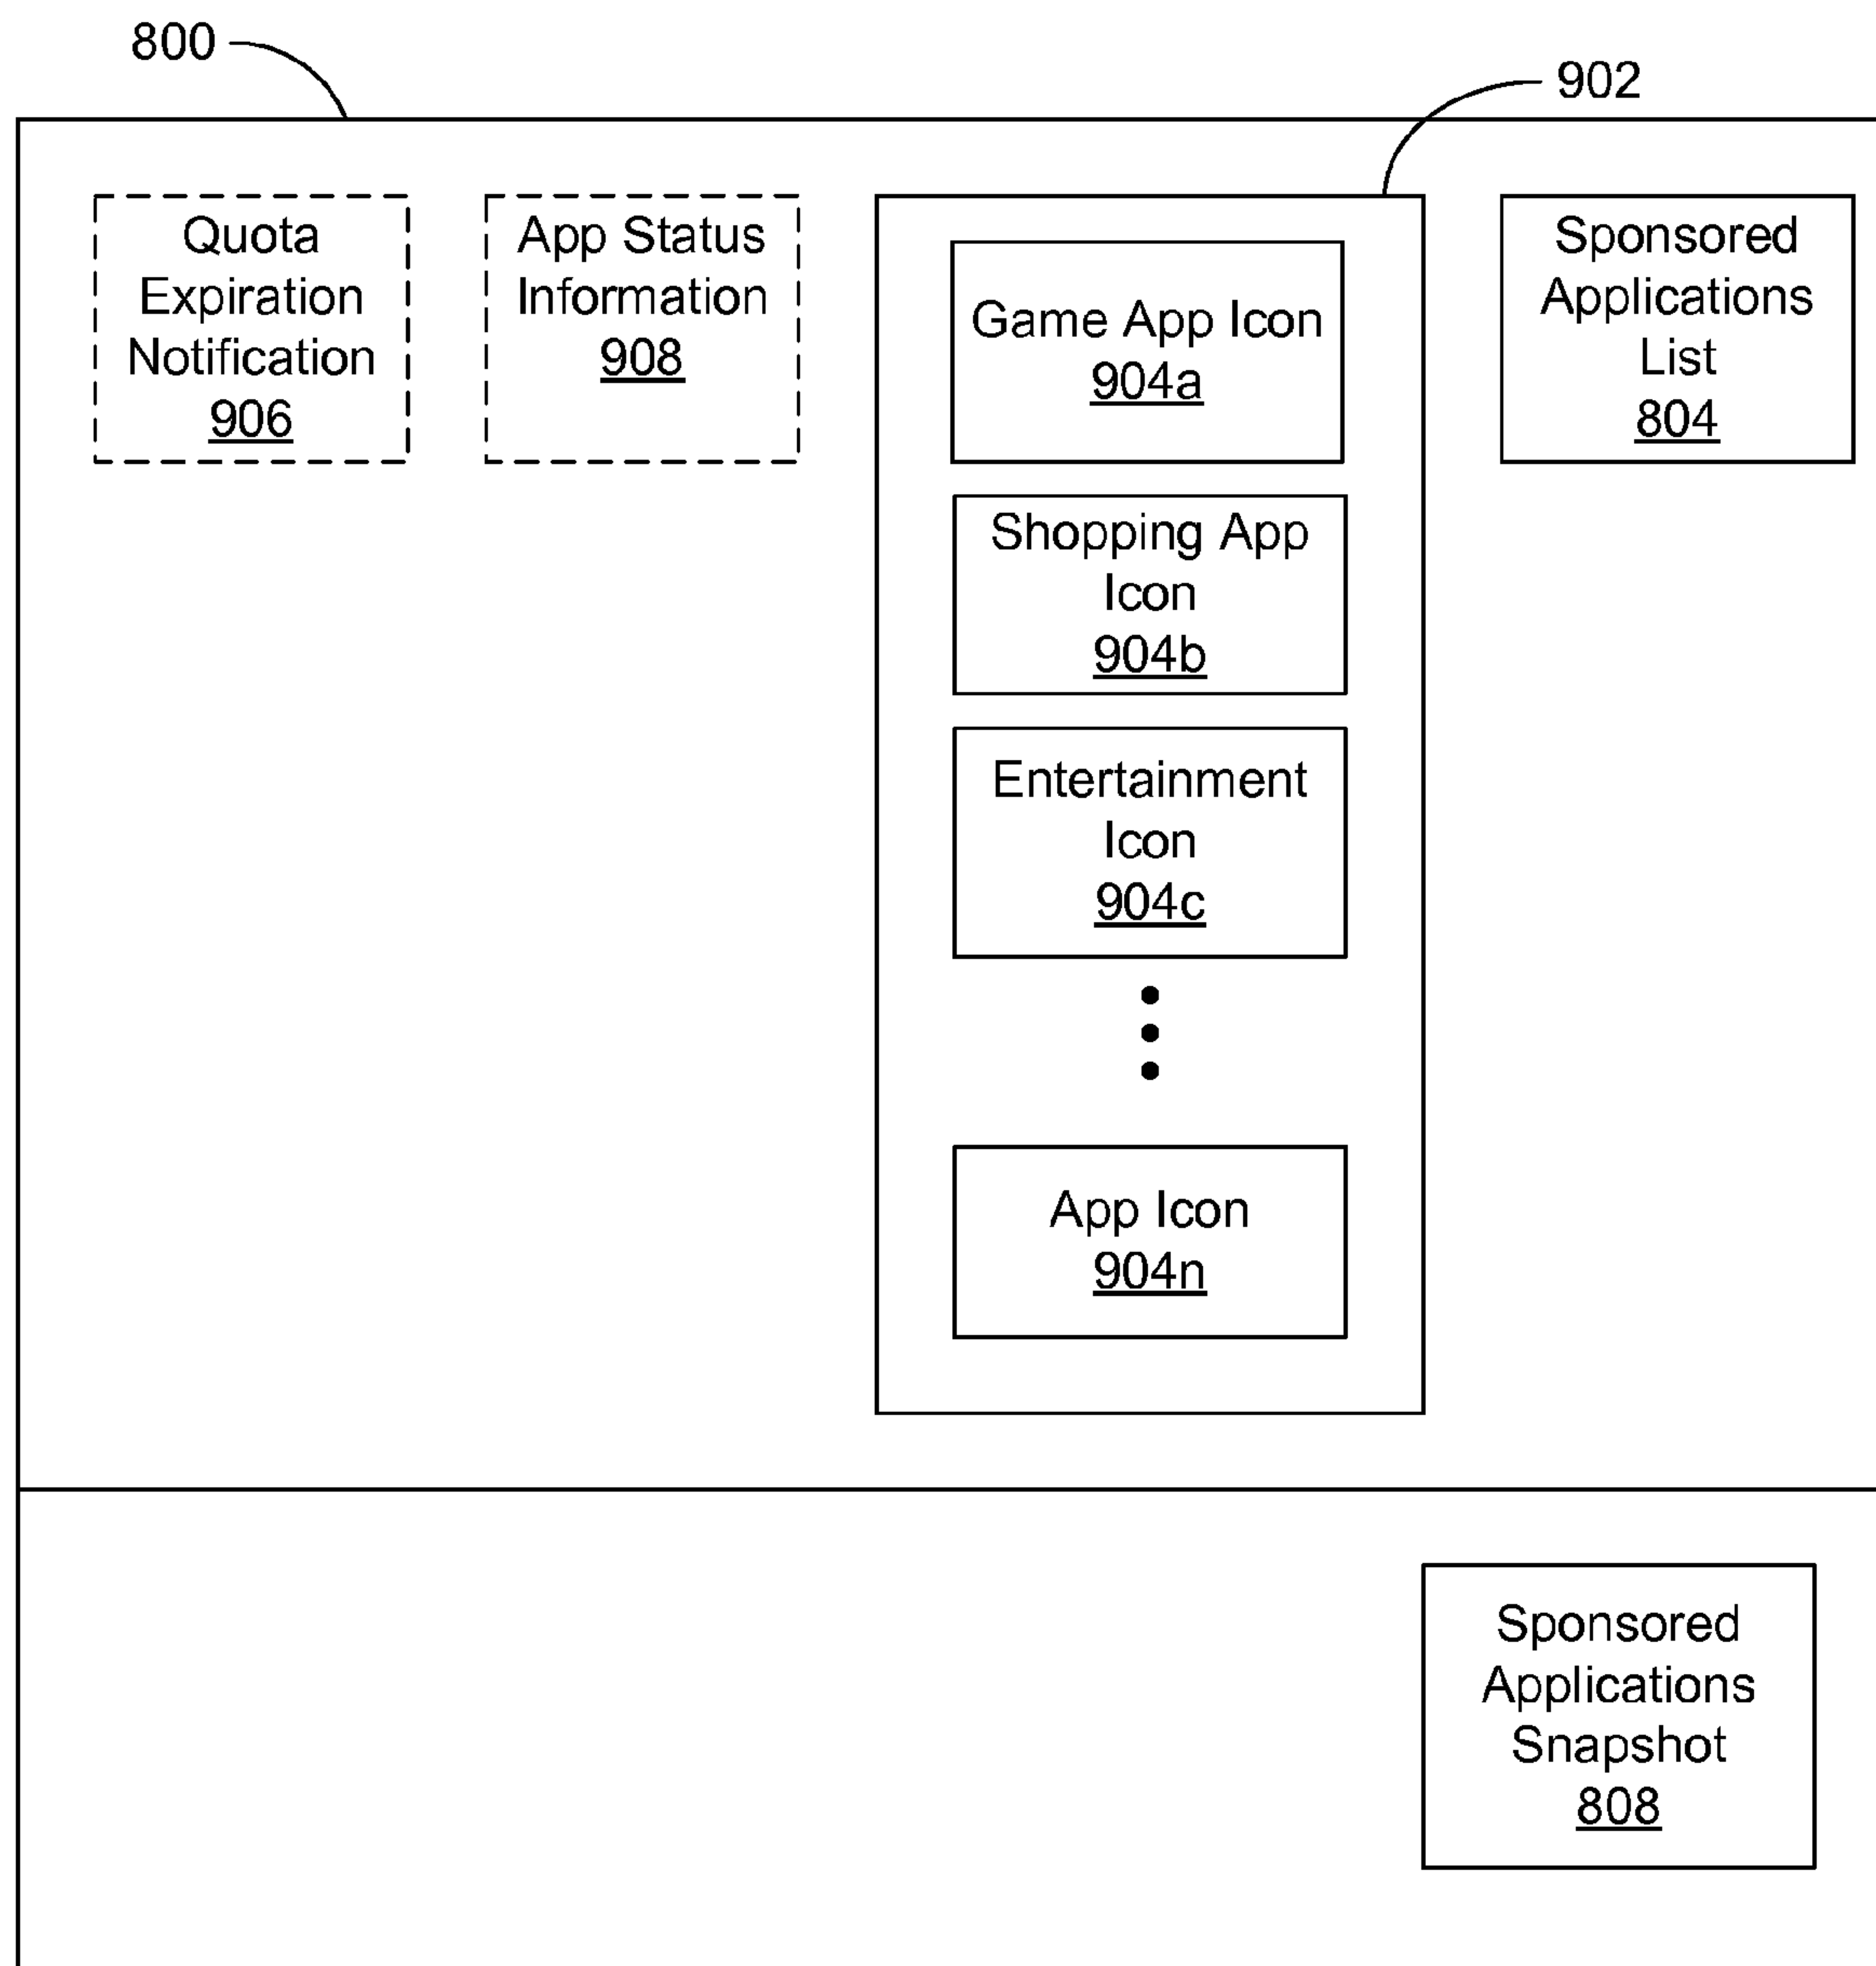 800
902
Quota
Expiration
Notification
906
App Status
Information
908
Game App Icon
904a
Shopping App
Icon
904b
Entertainment
Icon
904c
App Icon
904n
Sponsored
Applications
List
804
Sponsored
Applications
Snapshot
808